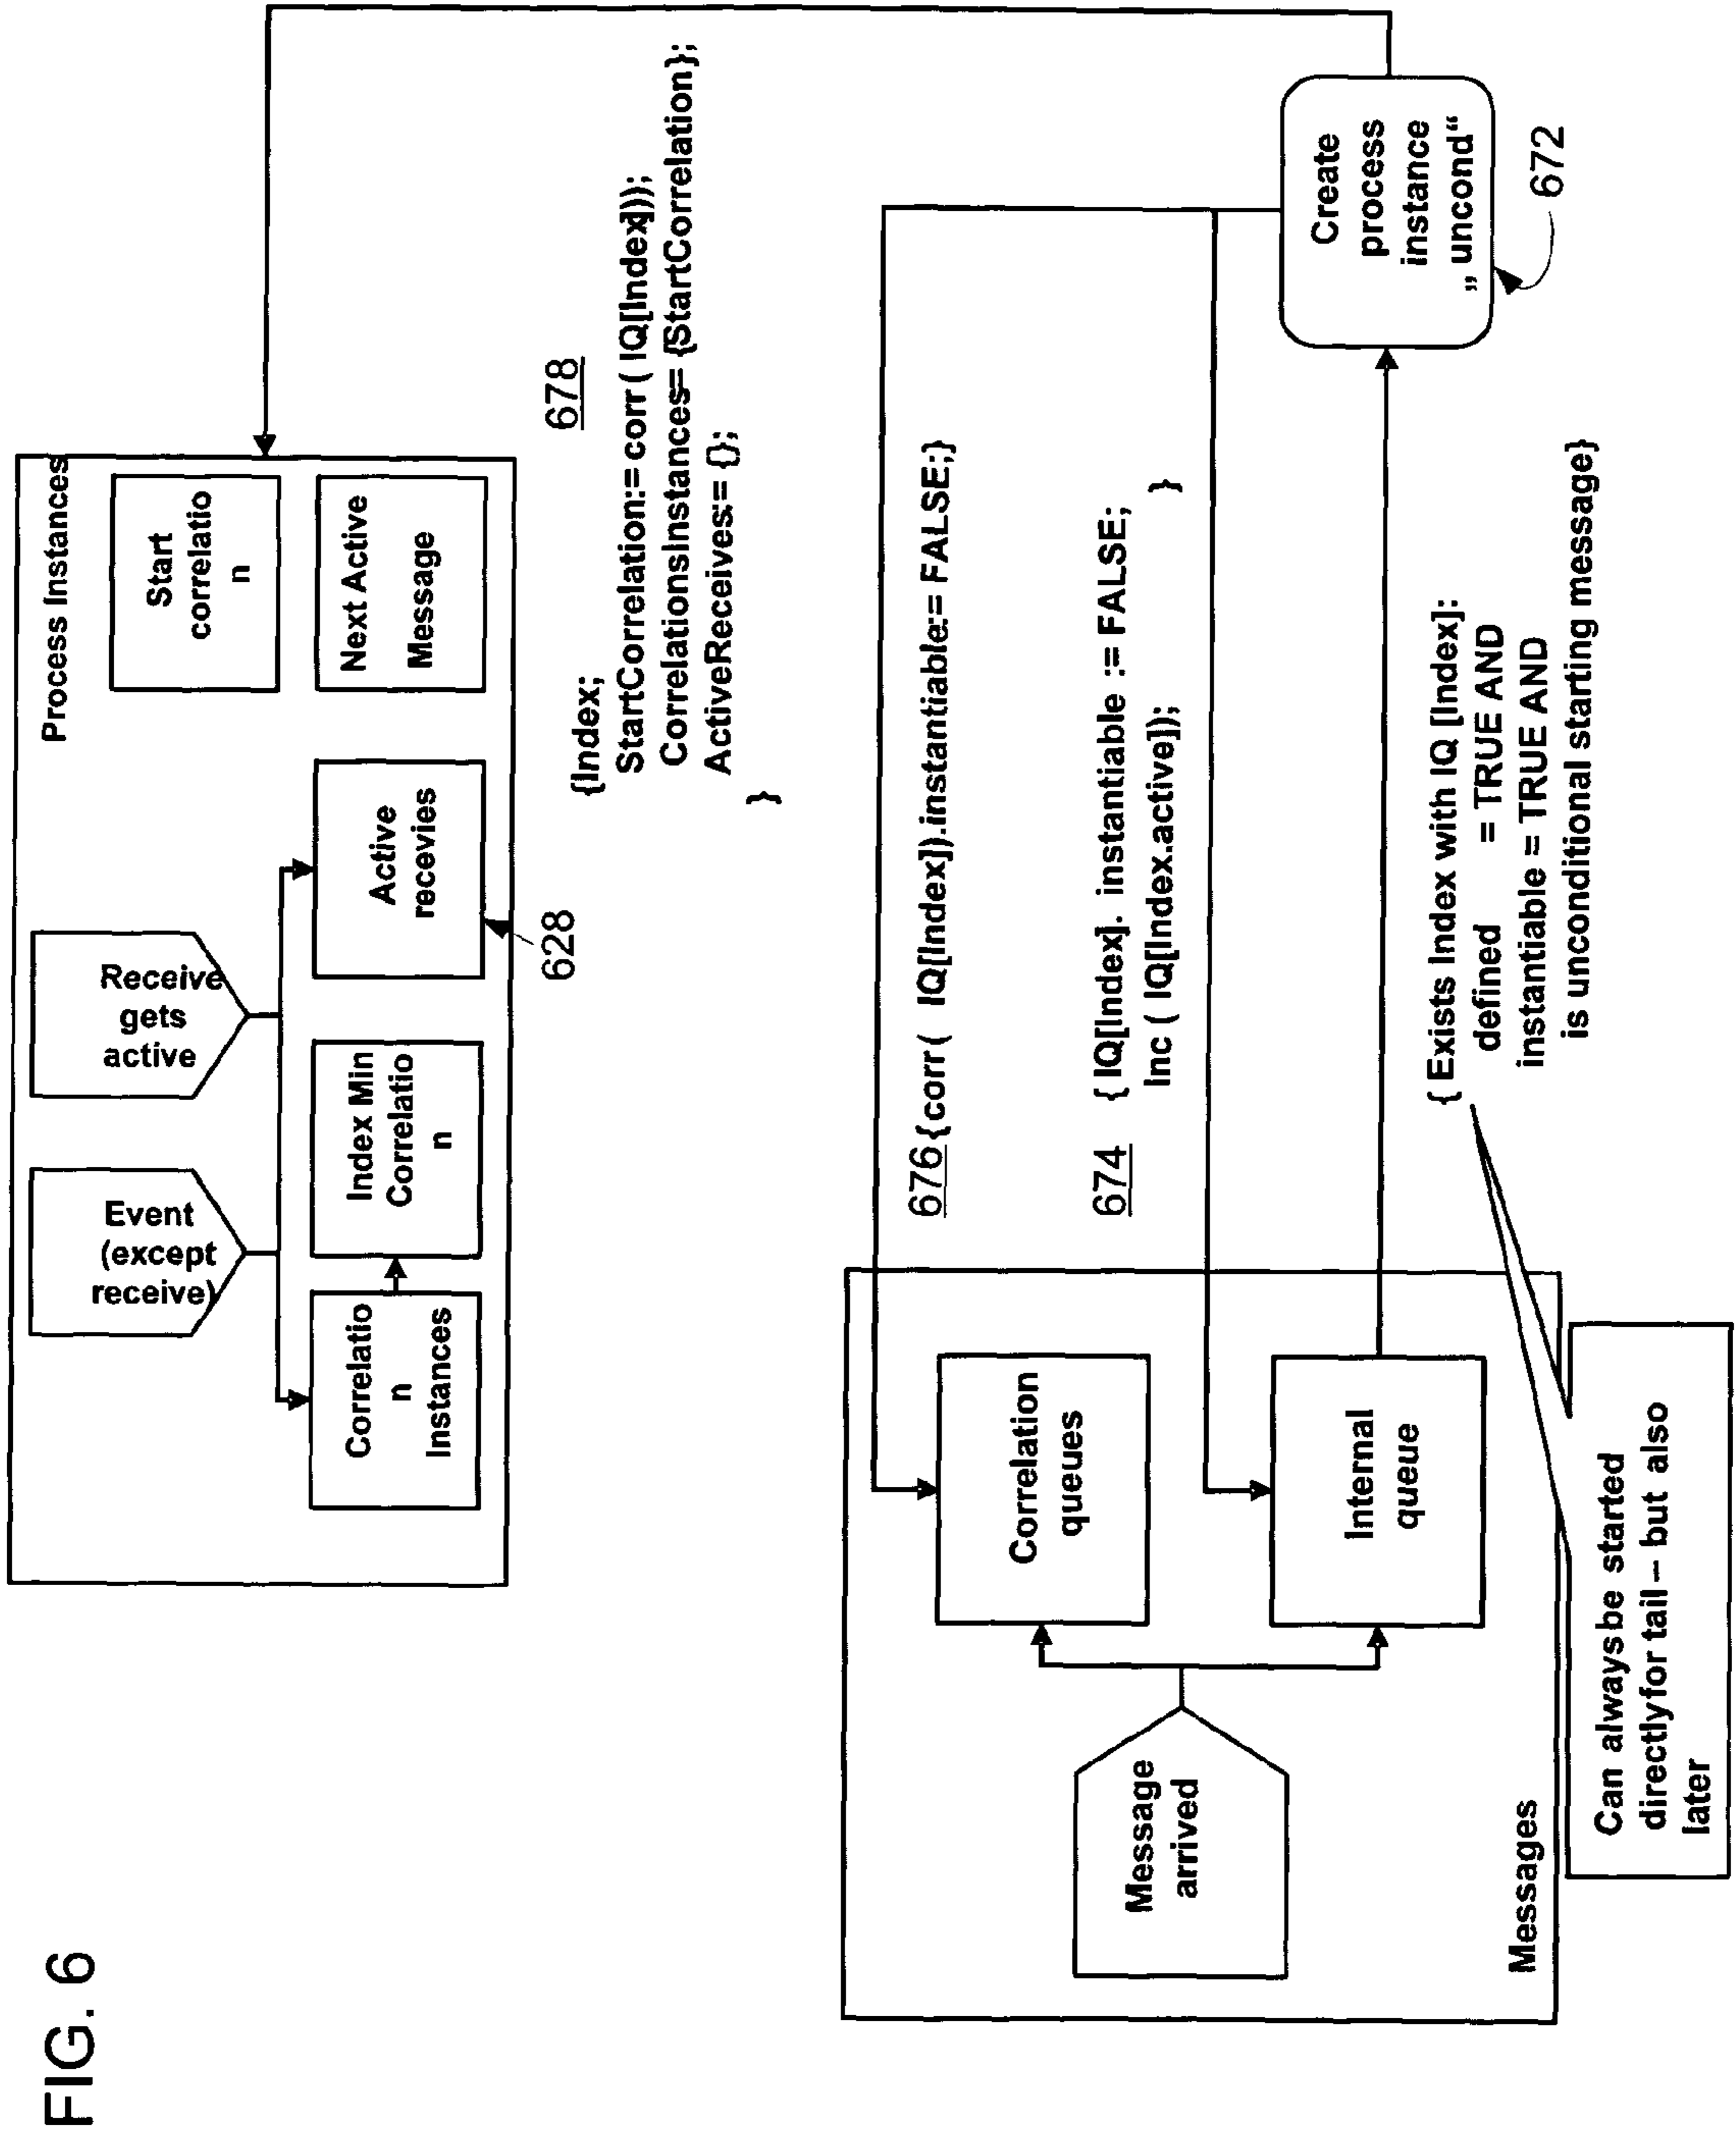 FIG. 6
Process Instances
Event
(except
receive)
Receive
gets
active
Correlatio
n
Instances
Index Min
Correlatio
n
Active
recevies
628
Start
correlatio
n
Next Active
Message
678
{Index;
StartCorrelation:= corr ( IQ[Index]));
CorrelationsInstances= {StartCorrelation};
ActiveReceives:= {};
}
676 {corr( IQ[Index]).instantiable:= FALSE;}
674 { IQ[Index]. instantiable := FALSE;
Inc ( IQ[Index.active]);
}
Messages
Message
arrived
Correlation
queues
Internal
queue
Create
process
instance
„uncond“
672
{ Exists Index with IQ [Index]:
defined = TRUE AND
instantiable = TRUE AND
is unconditional starting message}
Can alwaysbe started
directlyfor tail – but also
later